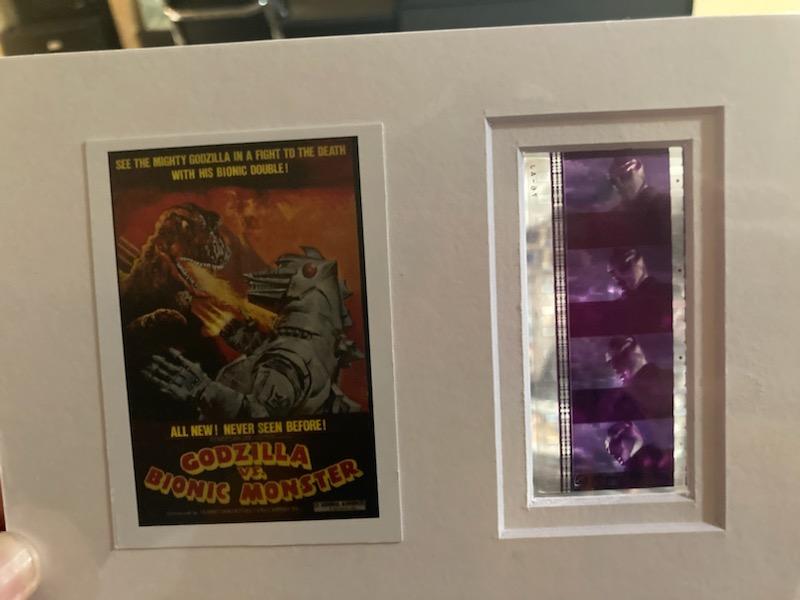 SEE THE MIGHTY GODZILLA IN A FIGHT TO THE DEATH
WITH HIS BIONIC DOUBLE!
ALL NEW! NEVER SEEN BEFORE!
GODZILLA
VS.
BIONIC MONSTER